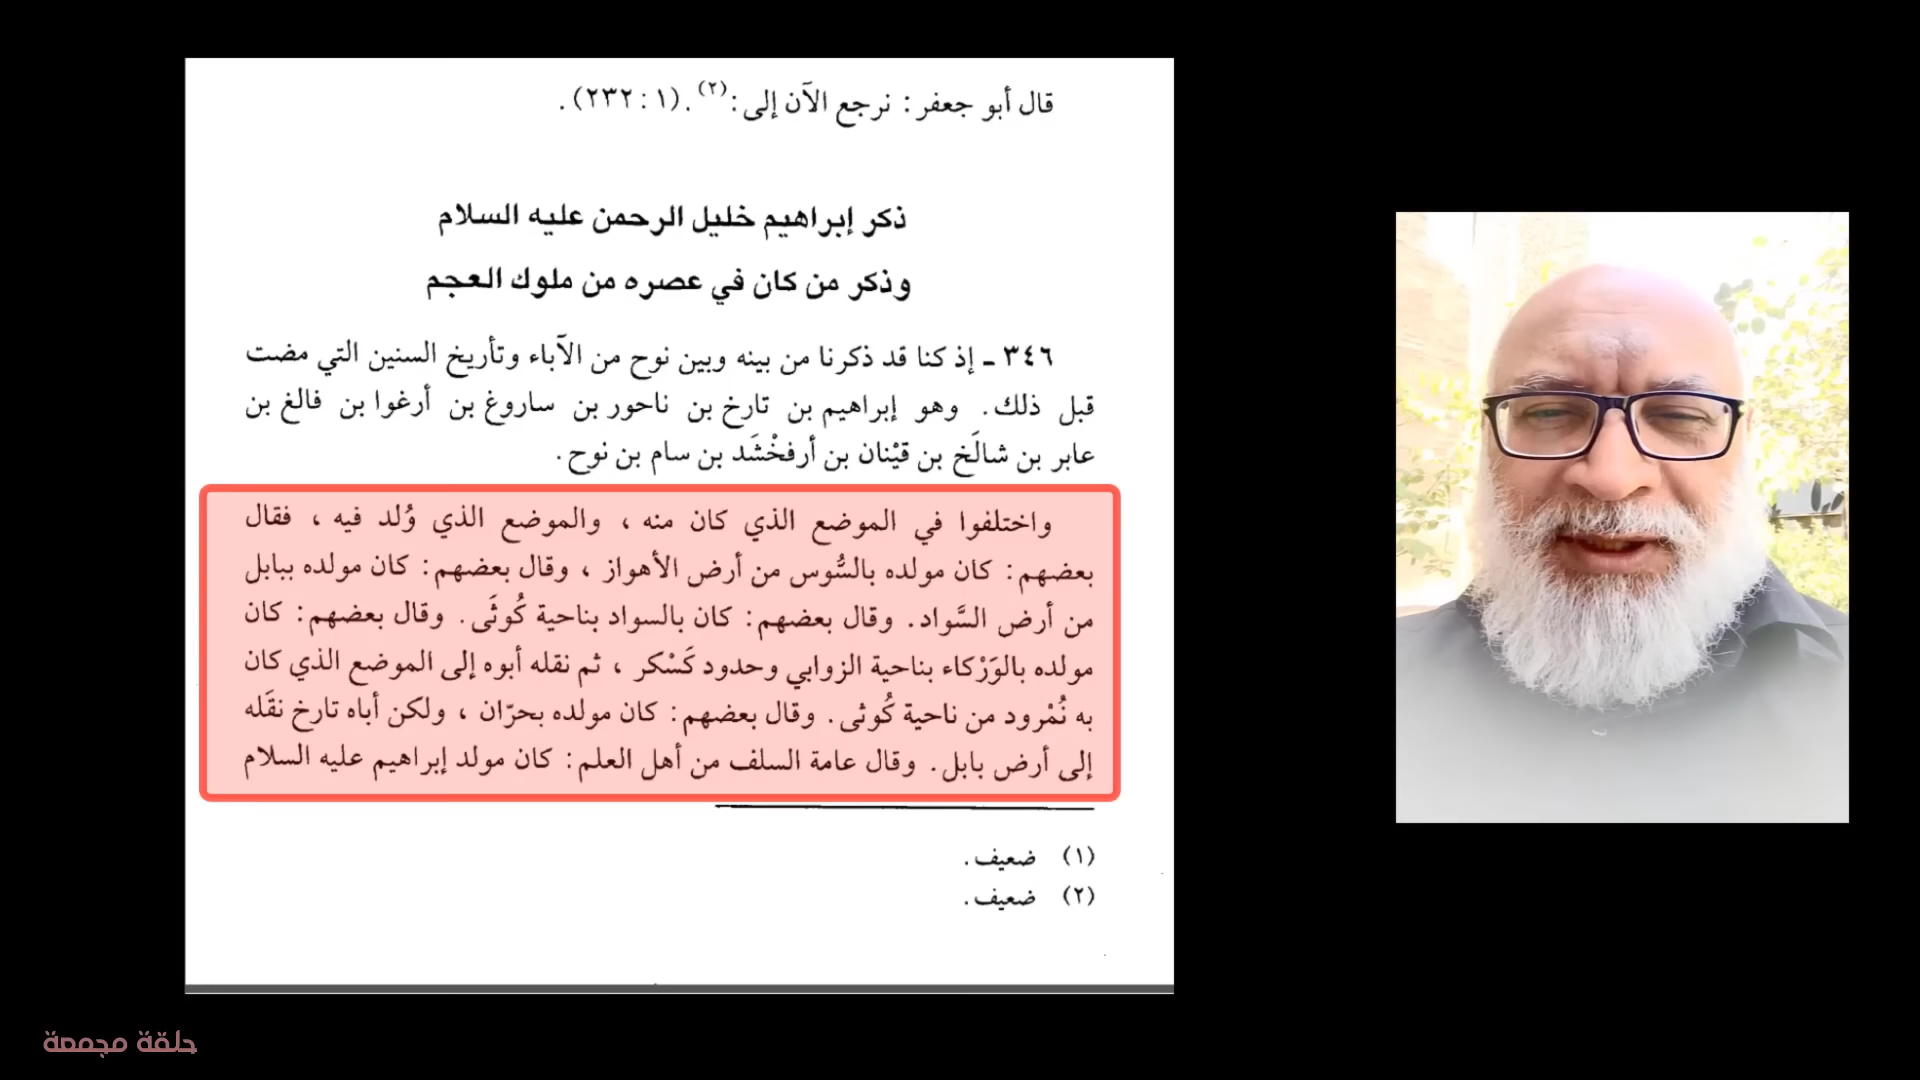 قال أبو جعفر: نرجع الآن إلى:(٢). (١: ٢٣٢).
ذكر إبراهيم خليل الرحمن عليه السلام
وذكر من كان في عصره من ملوك العجم
٣٤٦ - إذ كنا قد ذكرنا من بينه وبين نوح من الآباء وتأريخ السنين التي مضت
قبل ذلك. وهو إبراهيم بن تارخ بن ناحور بن ساروغ بن أرغوا بن فالغ بن
عابر بن شالَخ بن قيْنان بن أرفخْشَد بن سام بن نوح.
واختلفوا في الموضع الذي كان منه، والموضع الذي وُلد فيه، فقال
بعضهم: كان مولده بالسُّوس من أرض الأهواز، وقال بعضهم: كان مولده ببابل
من أرض السَّواد. وقال بعضهم: كان بالسواد بناحية كُوثَى. وقال بعضهم: كان
مولده بالوَرْكاء بناحية الزوابي وحدود كَسْكر، ثم نقله أبوه إلى الموضع الذي كان
به نُمْرود من ناحية كُوثى. وقال بعضهم: كان مولده بحرّان، ولكن أباه تارخ نقَله
إلى أرض بابل. وقال عامة السلف من أهل العلم: كان مولد إبراهيم عليه السلام
(١) ضعيف.
(٢) ضعيف.
حلقة مجمعة